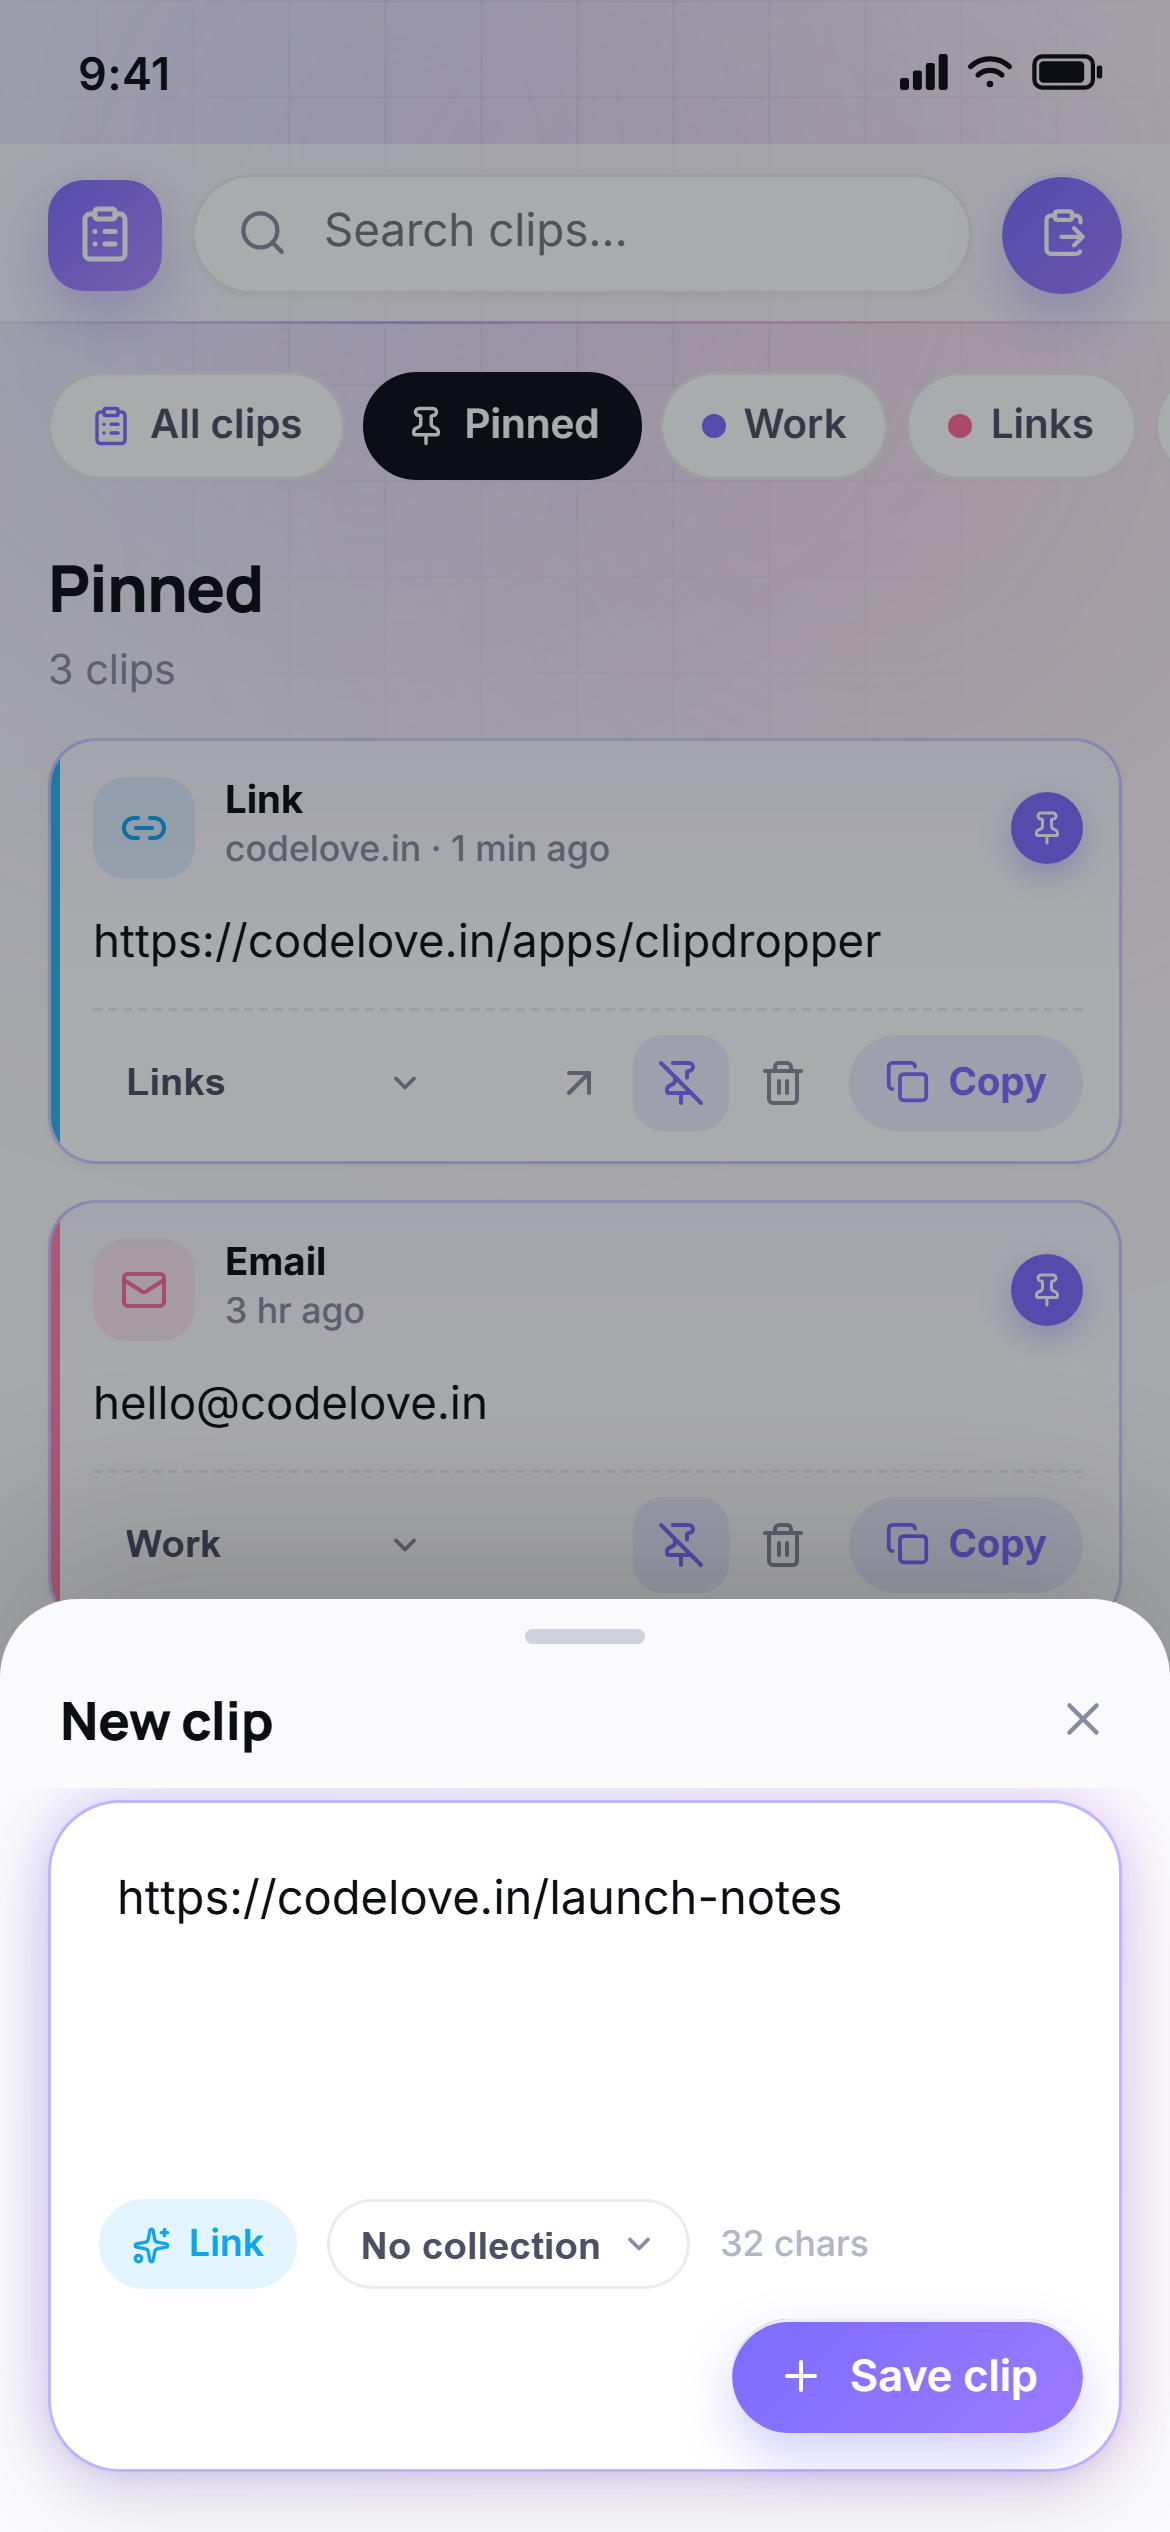 9:41
Search clips...
All clips
Pinned
Work
Links
Pinned
3 clips
Link
codelove.in · 1 min ago
https://codelove.in/apps/clipdropper
Links
Copy
Email
3 hr ago
hello@codelove.in
Work
Copy
New clip
https://codelove.in/launch-notes
Link
No collection
32 chars
Save clip